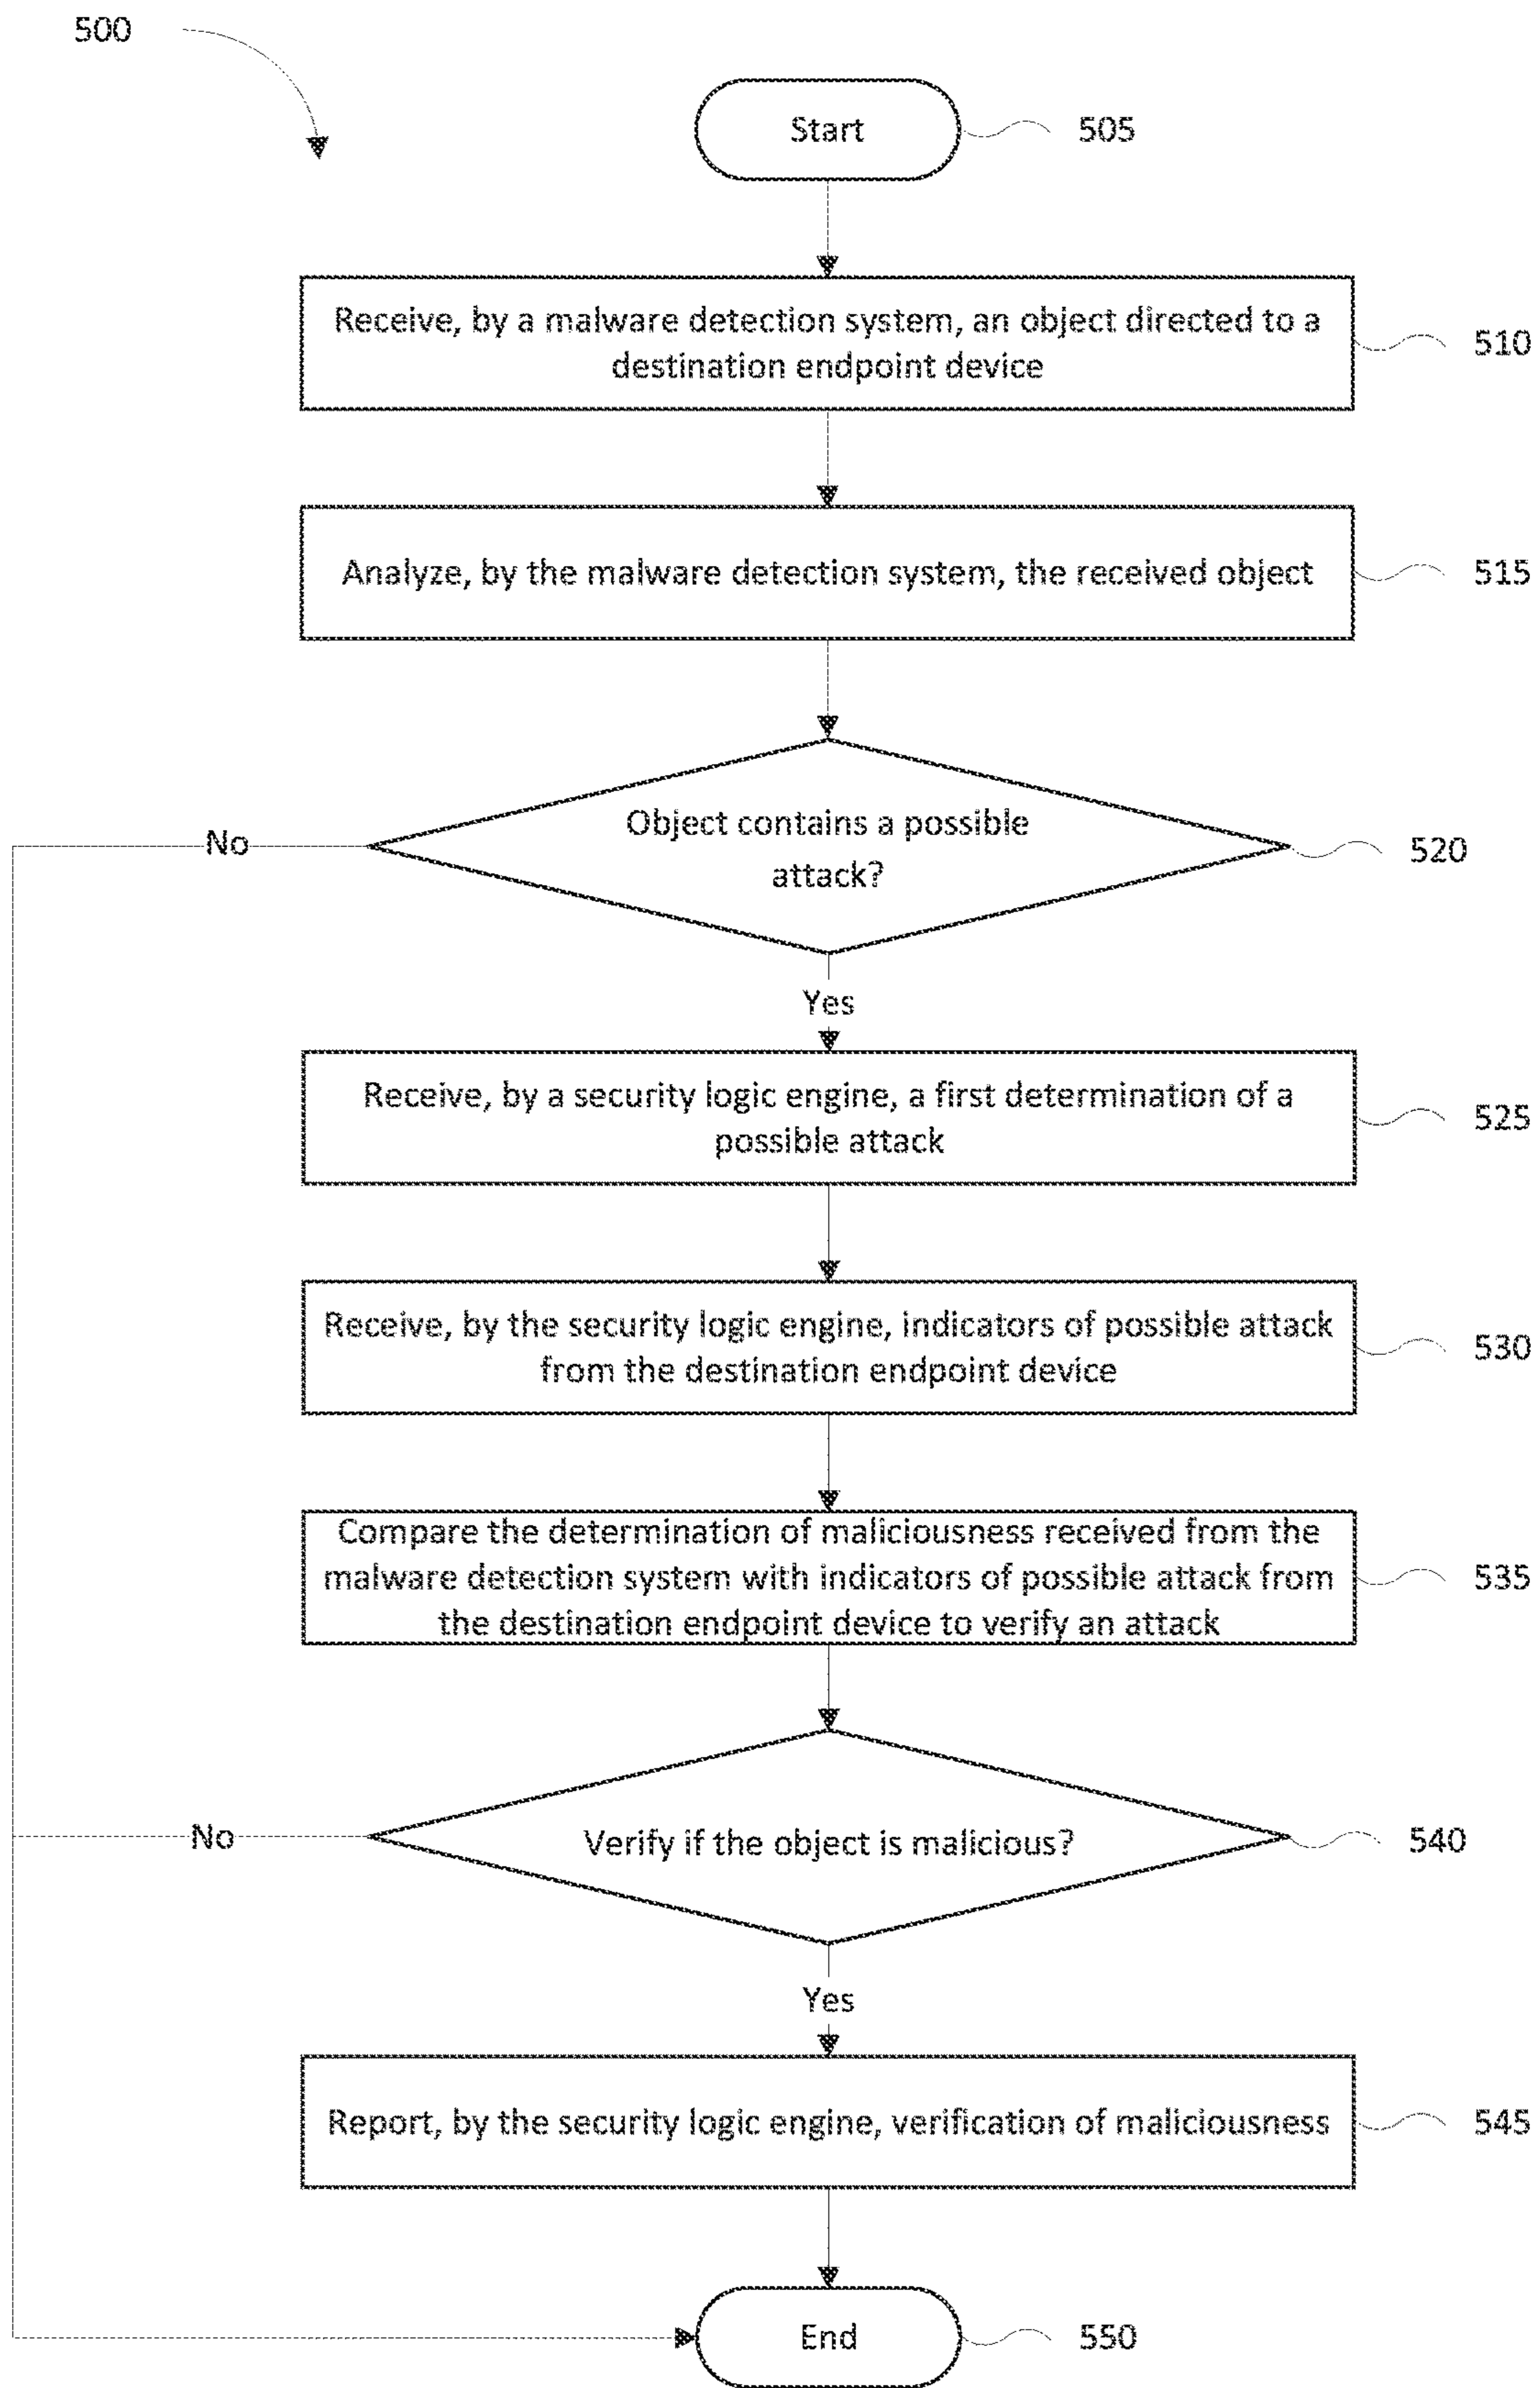 500
Start
505
Receive, by a malware detection system, an object directed to a
destination endpoint device
510
Analyze, by the malware detection system, the received object
515
Object contains a possible
attack?
No
520
Yes
Receive, by a security logic engine, a first determination of a
possible attack
525
Receive, by the security logic engine, indicators of possible attack
from the destination endpoint device
530
Compare the determination of maliciousness received from the
malware detection system with indicators of possible attack from
the destination endpoint device to verify an attack
535
Verify if the object is malicious?
No
540
Yes
Report, by the security logic engine, verification of maliciousness
545
End
550